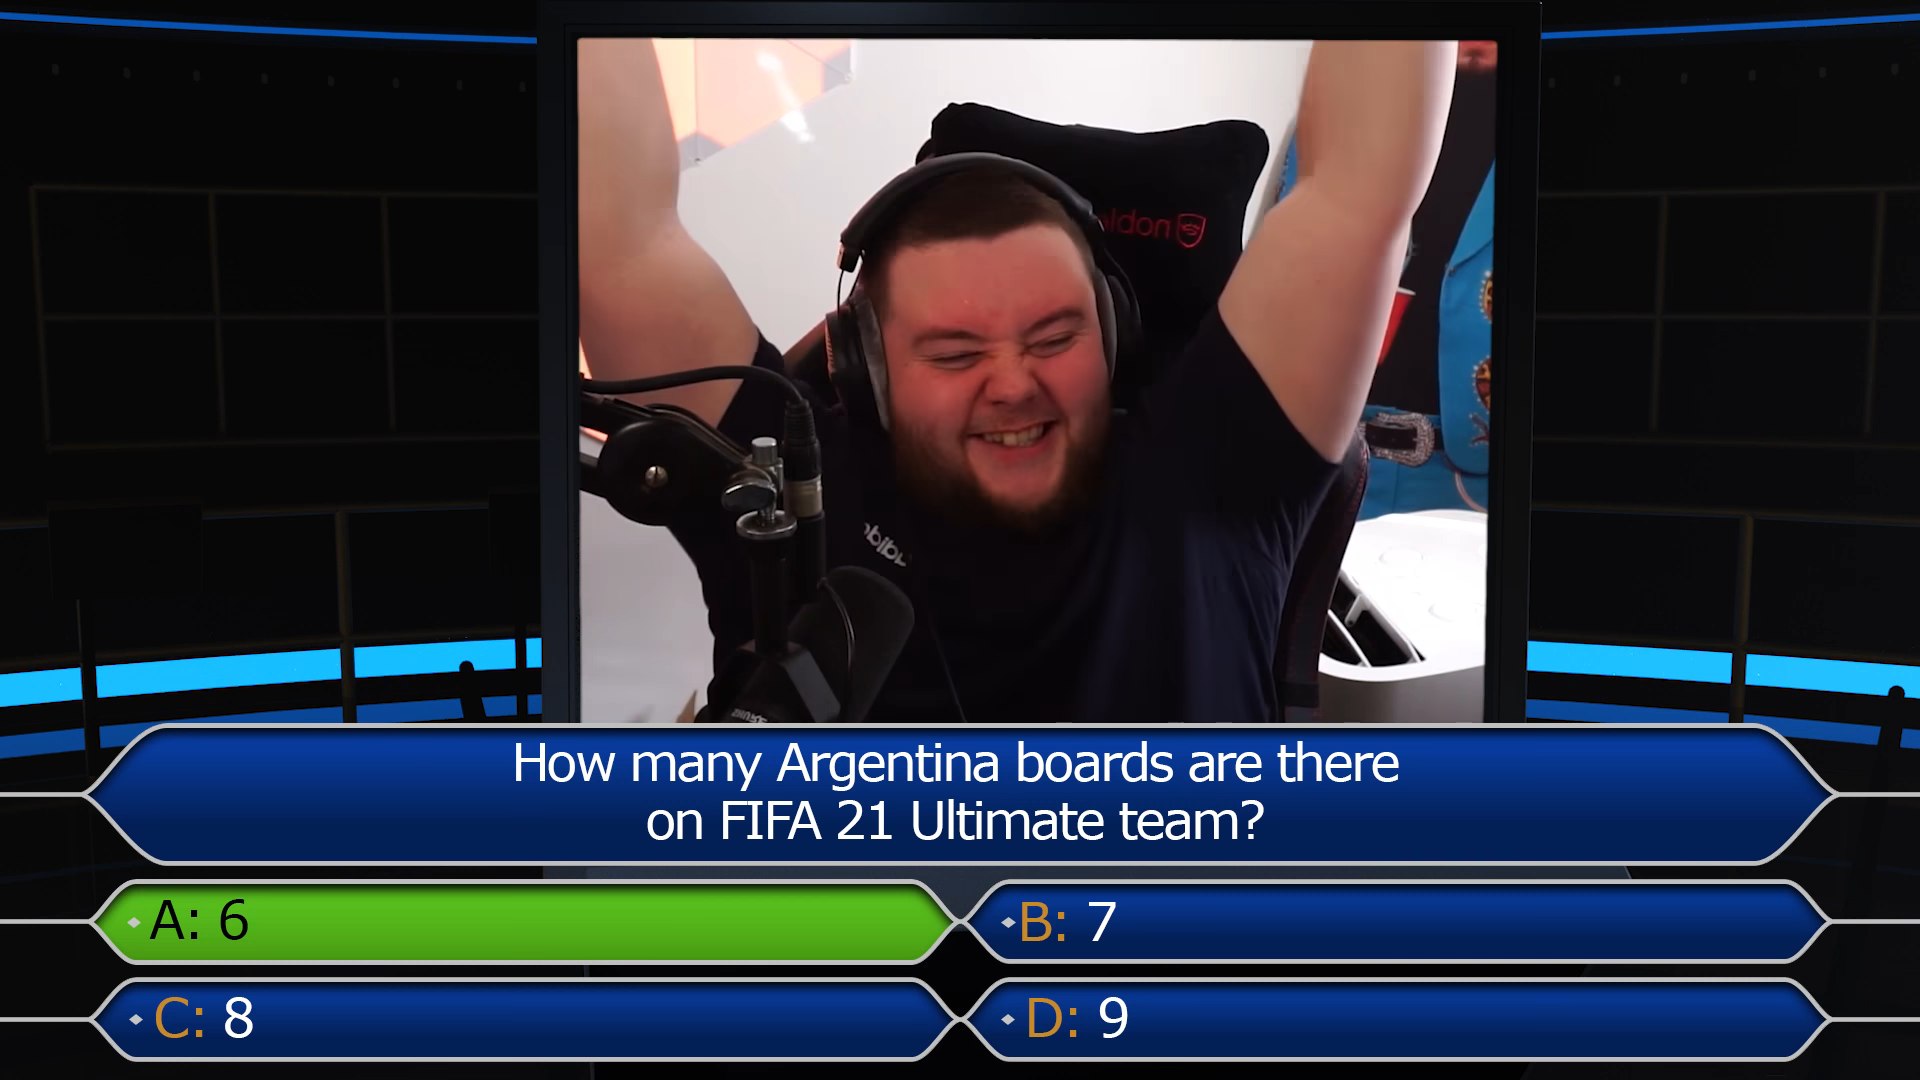 How many Argentina boards are there
on FIFA 21 Ultimate team?
A: 6
B: 7
C: 8
D: 9